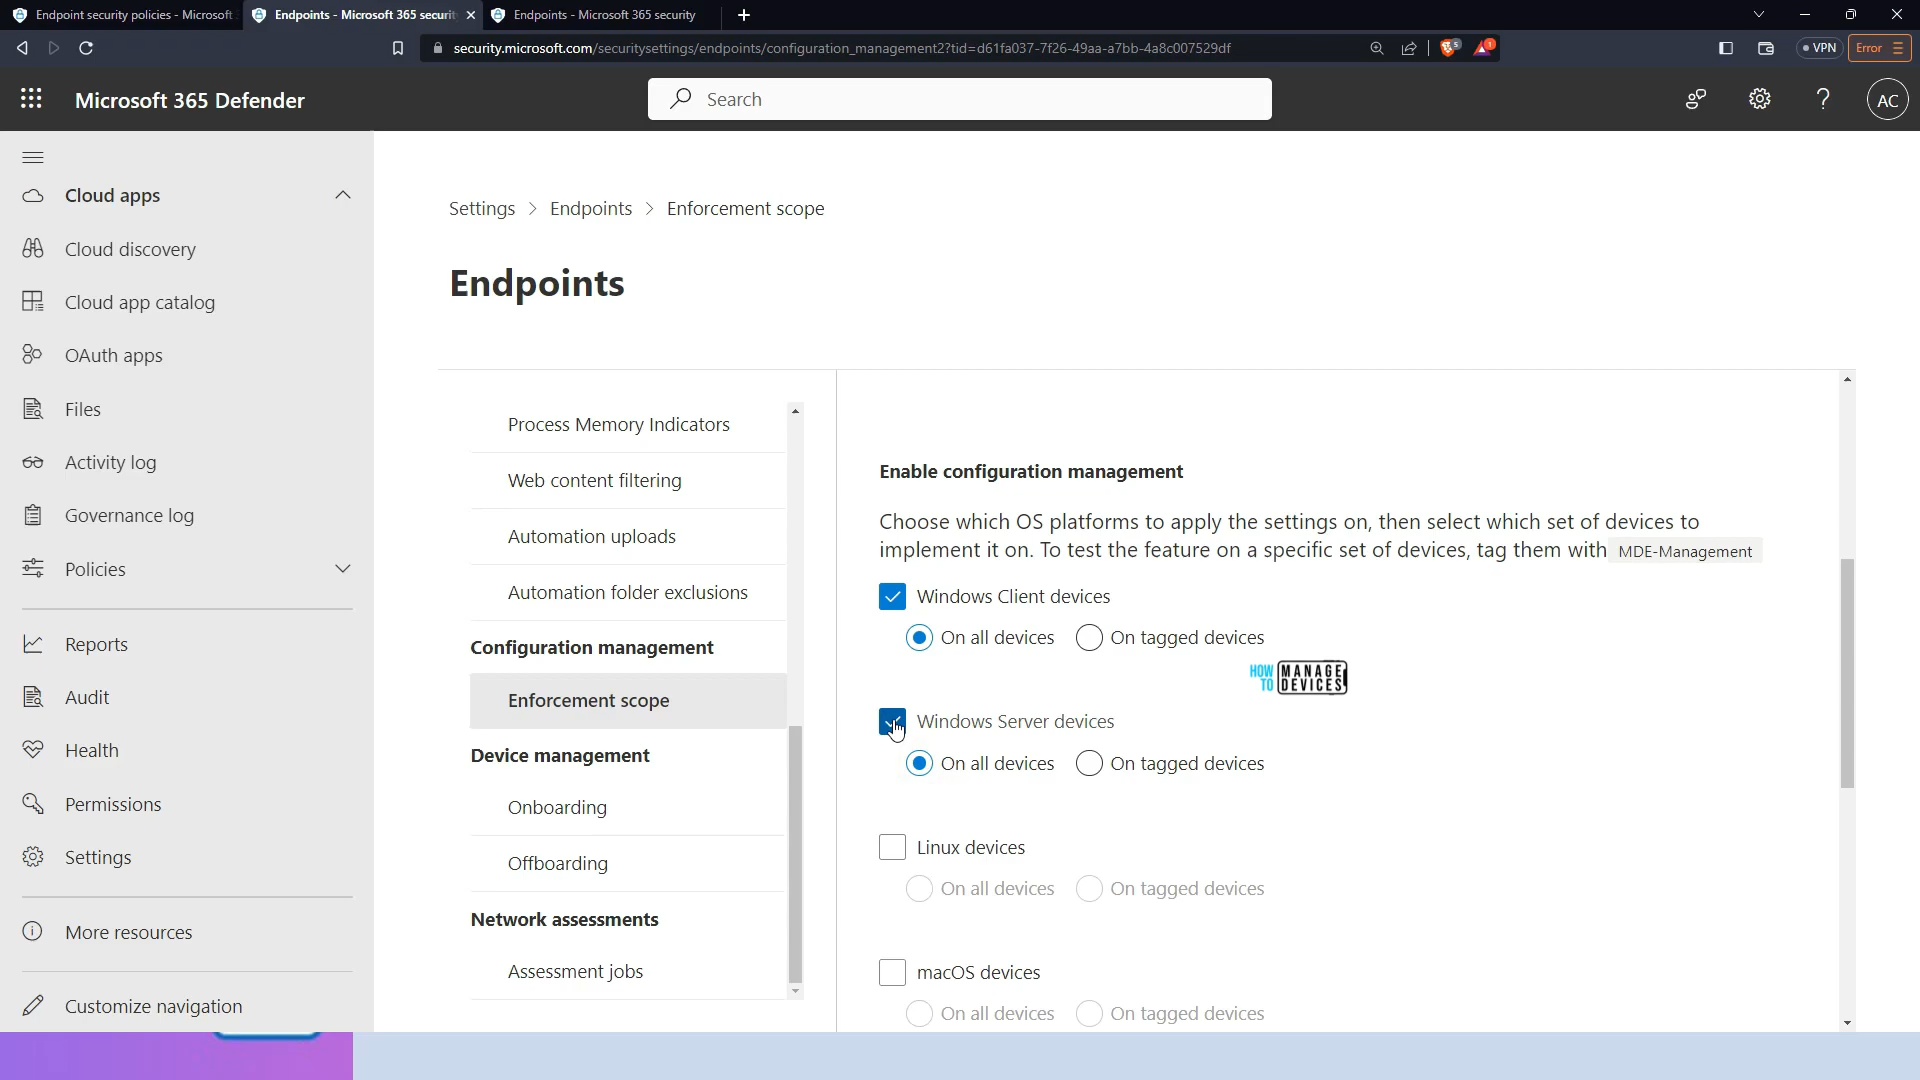 Endpoint security policies - Microsoft
Endpoints - Microsoft 365 securit
Endpoints - Microsoft 365 security
security.microsoft.com/securitysettings/endpoints/configuration_management2?tid=d61fa037-7f26-49aa-a7bb-4a8c007529df
5
1
VPN
Error
Microsoft 365 Defender
Search
AC
Cloud apps
Cloud discovery
Cloud app catalog
OAuth apps
Files
Activity log
Governance log
Policies
Reports
Audit
Health
Permissions
Settings
More resources
Customize navigation
Settings > Endpoints > Enforcement scope
Endpoints
Process Memory Indicators
Web content filtering
Automation uploads
Automation folder exclusions
Configuration management
Enforcement scope
Device management
Onboarding
Offboarding
Network assessments
Assessment jobs
Enable configuration management
Choose which OS platforms to apply the settings on, then select which set of devices to
implement it on. To test the feature on a specific set of devices, tag them with MDE-Management
Windows Client devices
On all devices On tagged devices
HOW TO MANAGE DEVICES
Windows Server devices
On all devices On tagged devices
Linux devices
On all devices On tagged devices
macOS devices
On all devices On tagged devices